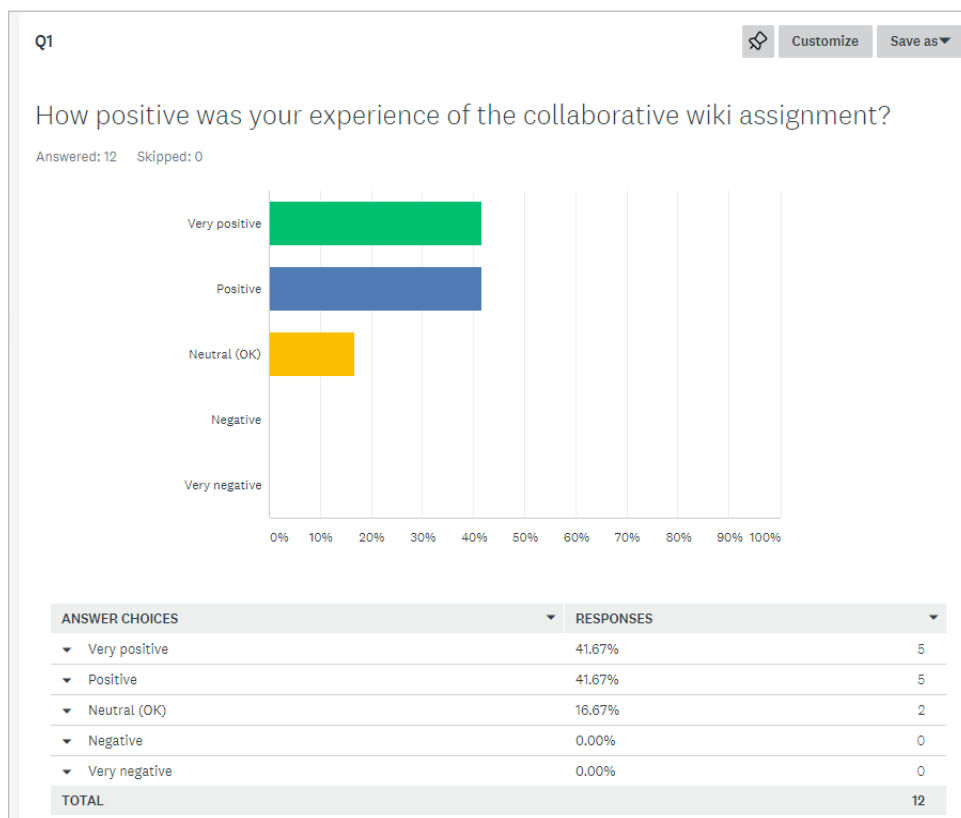 Q1
Customize
Save as
How positive was your experience of the collaborative wiki assignment?
Answered: 12 Skipped: 0
Very positive
Positive
Neutral (OK)
Negative
Very negative
0% 10% 20% 30% 40% 50% 60% 70% 80% 90% 100%
ANSWER CHOICES RESPONSES
Very positive 41.67% 5
Positive 41.67% 5
Neutral (OK) 16.67% 2
Negative 0.00% 0
Very negative 0.00% 0
TOTAL 12